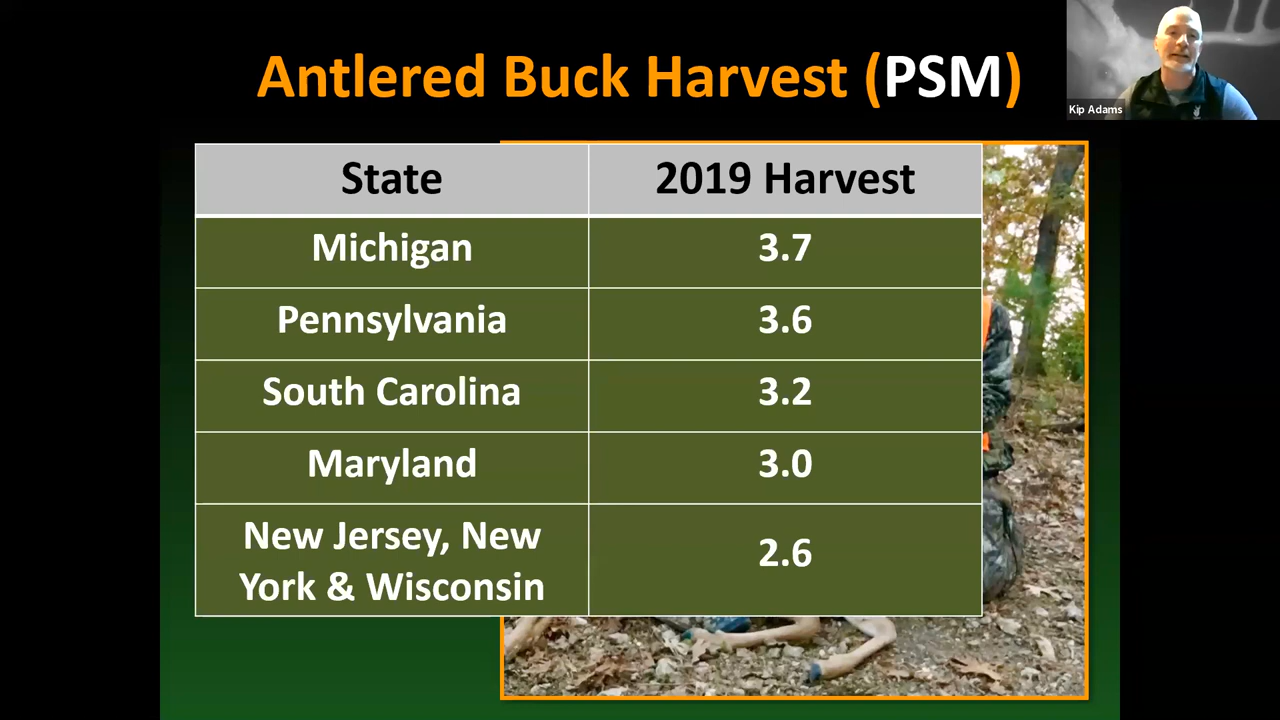 Antlered Buck Harvest (PSM)
Kip Adams
State 2019 Harvest
Michigan 3.7
Pennsylvania 3.6
South Carolina 3.2
Maryland 3.0
New Jersey, New
York & Wisconsin 2.6